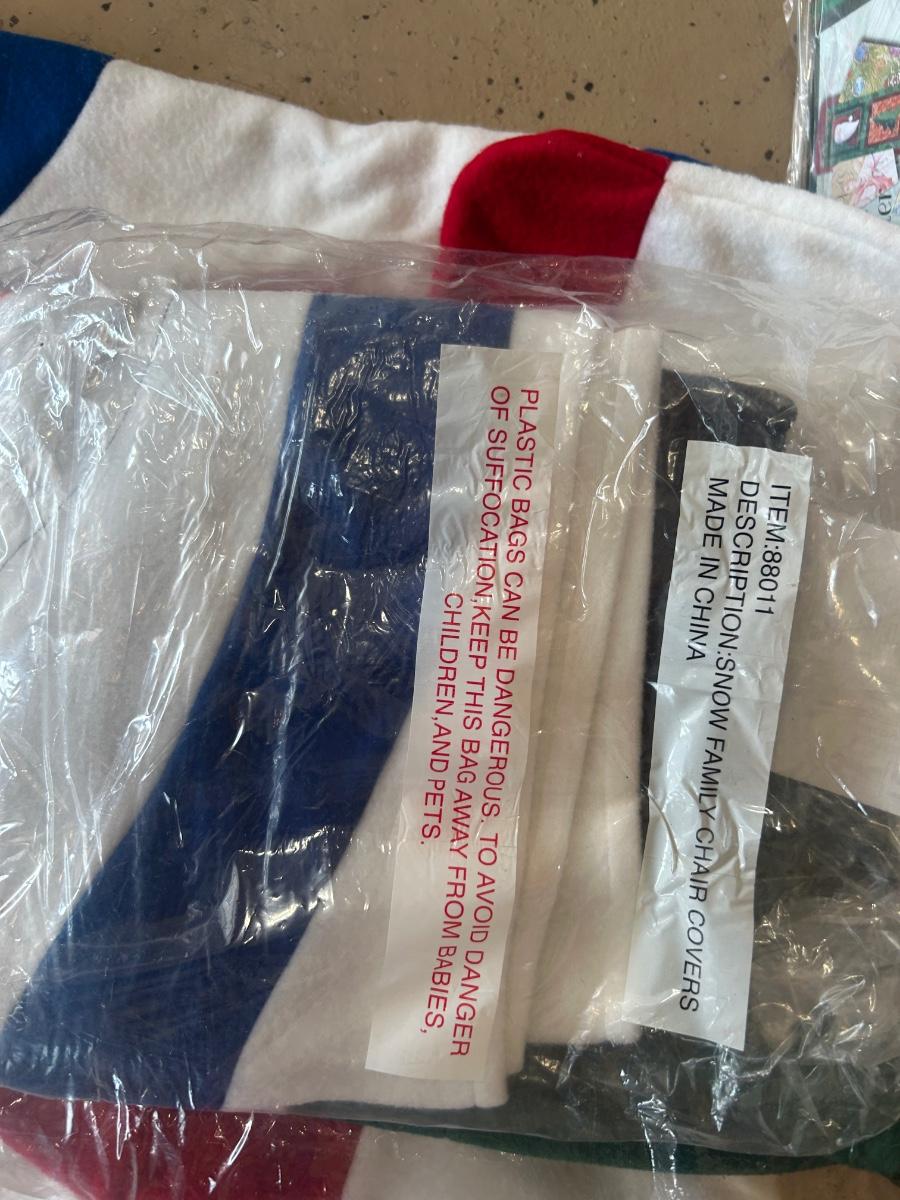 PLASTIC BAGS CAN BE DANGEROUS. TO AVOID DANGER
OF SUFFOCATION,KEEP THIS BAG AWAY FROM BABIES,
CHILDREN,AND PETS.
ITEM:88011
DESCRIPTION:SNOW FAMILY CHAIR COVERS
MADE IN CHINA